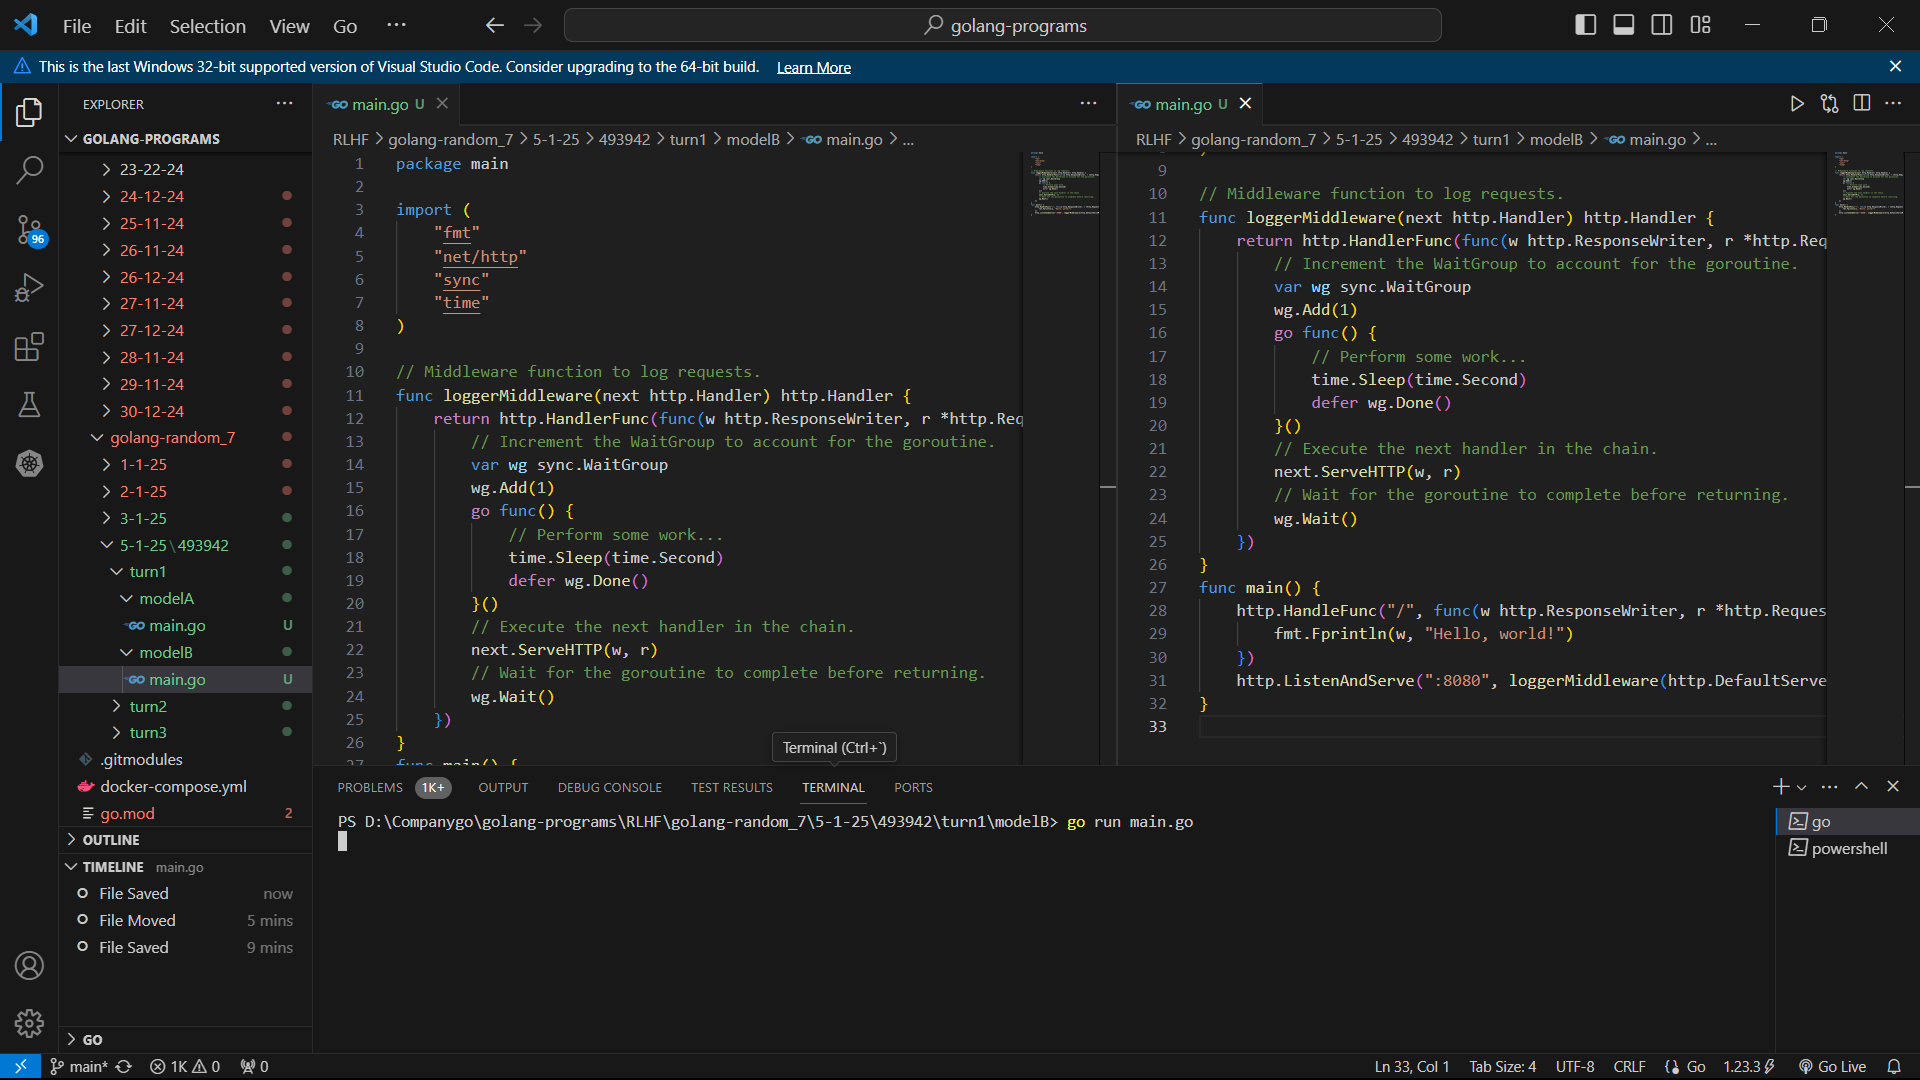 File Edit Selection View Go ···
golang-programs
This is the last Windows 32-bit supported version of Visual Studio Code. Consider upgrading to the 64-bit build. Learn More
EXPLORER
GOLANG-PROGRAMS
23-22-24
24-12-24
25-11-24
26-11-24
26-12-24
27-11-24
27-12-24
28-11-24
29-11-24
30-12-24
golang-random_7
1-1-25
2-1-25
3-1-25
5-1-25\493942
turn1
modelA
main.go U
modelB
main.go U
turn2
turn3
.gitmodules
docker-compose.yml
go.mod 2
OUTLINE
TIMELINE main.go
File Saved now
File Moved 5 mins
File Saved 9 mins
GO
96
main.go U
RLHF > golang-random_7 > 5-1-25 > 493942 > turn1 > modelB > main.go > ...
1 package main
2
3 import (
4 "fmt"
5 "net/http"
6 "sync"
7 "time"
8 )
9
10 // Middleware function to log requests.
11 func loggerMiddleware(next http.Handler) http.Handler {
12 return http.HandlerFunc(func(w http.ResponseWriter, r *http.Req
13 // Increment the WaitGroup to account for the goroutine.
14 var wg sync.WaitGroup
15 wg.Add(1)
16 go func() {
17 // Perform some work...
18 time.Sleep(time.Second)
19 defer wg.Done()
20 }()
21 // Execute the next handler in the chain.
22 next.ServeHTTP(w, r)
23 // Wait for the goroutine to complete before returning.
24 wg.Wait()
25 })
26 }
27 func main() {
Terminal (Ctrl+`)
main.go U
RLHF > golang-random_7 > 5-1-25 > 493942 > turn1 > modelB > main.go > ...
9
10 // Middleware function to log requests.
11 func loggerMiddleware(next http.Handler) http.Handler {
12 return http.HandlerFunc(func(w http.ResponseWriter, r *http.Req
13 // Increment the WaitGroup to account for the goroutine.
14 var wg sync.WaitGroup
15 wg.Add(1)
16 go func() {
17 // Perform some work...
18 time.Sleep(time.Second)
19 defer wg.Done()
20 }()
21 // Execute the next handler in the chain.
22 next.ServeHTTP(w, r)
23 // Wait for the goroutine to complete before returning.
24 wg.Wait()
25 })
26 }
27 func main() {
28 http.HandleFunc("/", func(w http.ResponseWriter, r *http.Reques
29 fmt.Fprintln(w, "Hello, world!")
30 })
31 http.ListenAndServe(":8080", loggerMiddleware(http.DefaultServe
32 }
33
PROBLEMS 1K+ OUTPUT DEBUG CONSOLE TEST RESULTS TERMINAL PORTS
PS D:\Companygo\golang-programs\RLHF\golang-random_7\5-1-25\493942\turn1\modelB> go run main.go
go
powershell
main* 1K 0 0
Ln 33, Col 1 Tab Size: 4 UTF-8 CRLF Go 1.23.3 Go Live